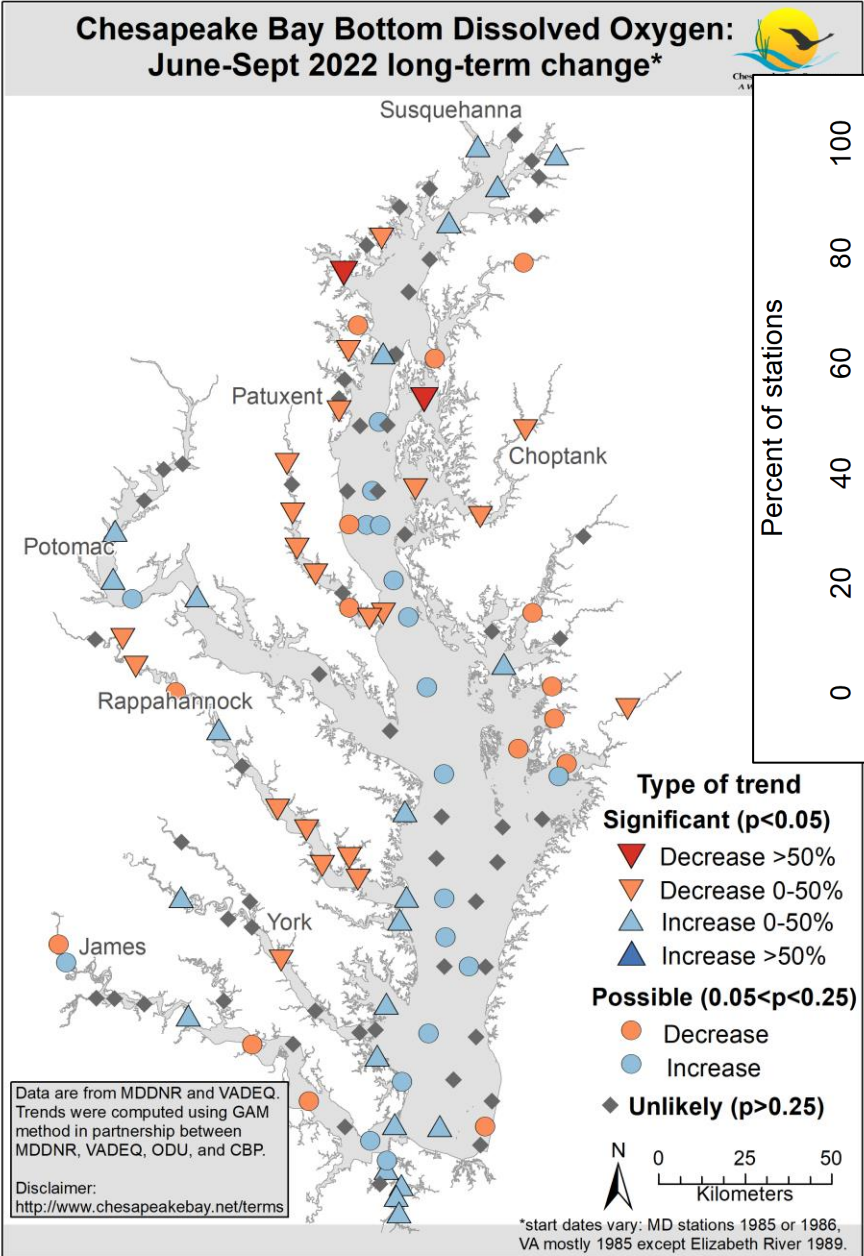 Chesapeake Bay Bottom Dissolved Oxygen:
June-Sept 2022 long-term change*
Susquehanna
Patuxent
Choptank
Potomac
Rappahannock
York
James
Percent of stations
100
80
60
40
20
0
Type of trend
Significant (p<0.05)
Decrease >50%
Decrease 0-50%
Increase 0-50%
Increase >50%
Possible (0.05<p<0.25)
Decrease
Increase
Unlikely (p>0.25)
Data are from MDDNR and VADEQ.
Trends were computed using GAM
method in partnership between
MDDNR, VADEQ, ODU, and CBP.
Disclaimer:
http://www.chesapeakebay.net/terms
N
0 25 50
Kilometers
*start dates vary: MD stations 1985 or 1986,
VA mostly 1985 except Elizabeth River 1989.